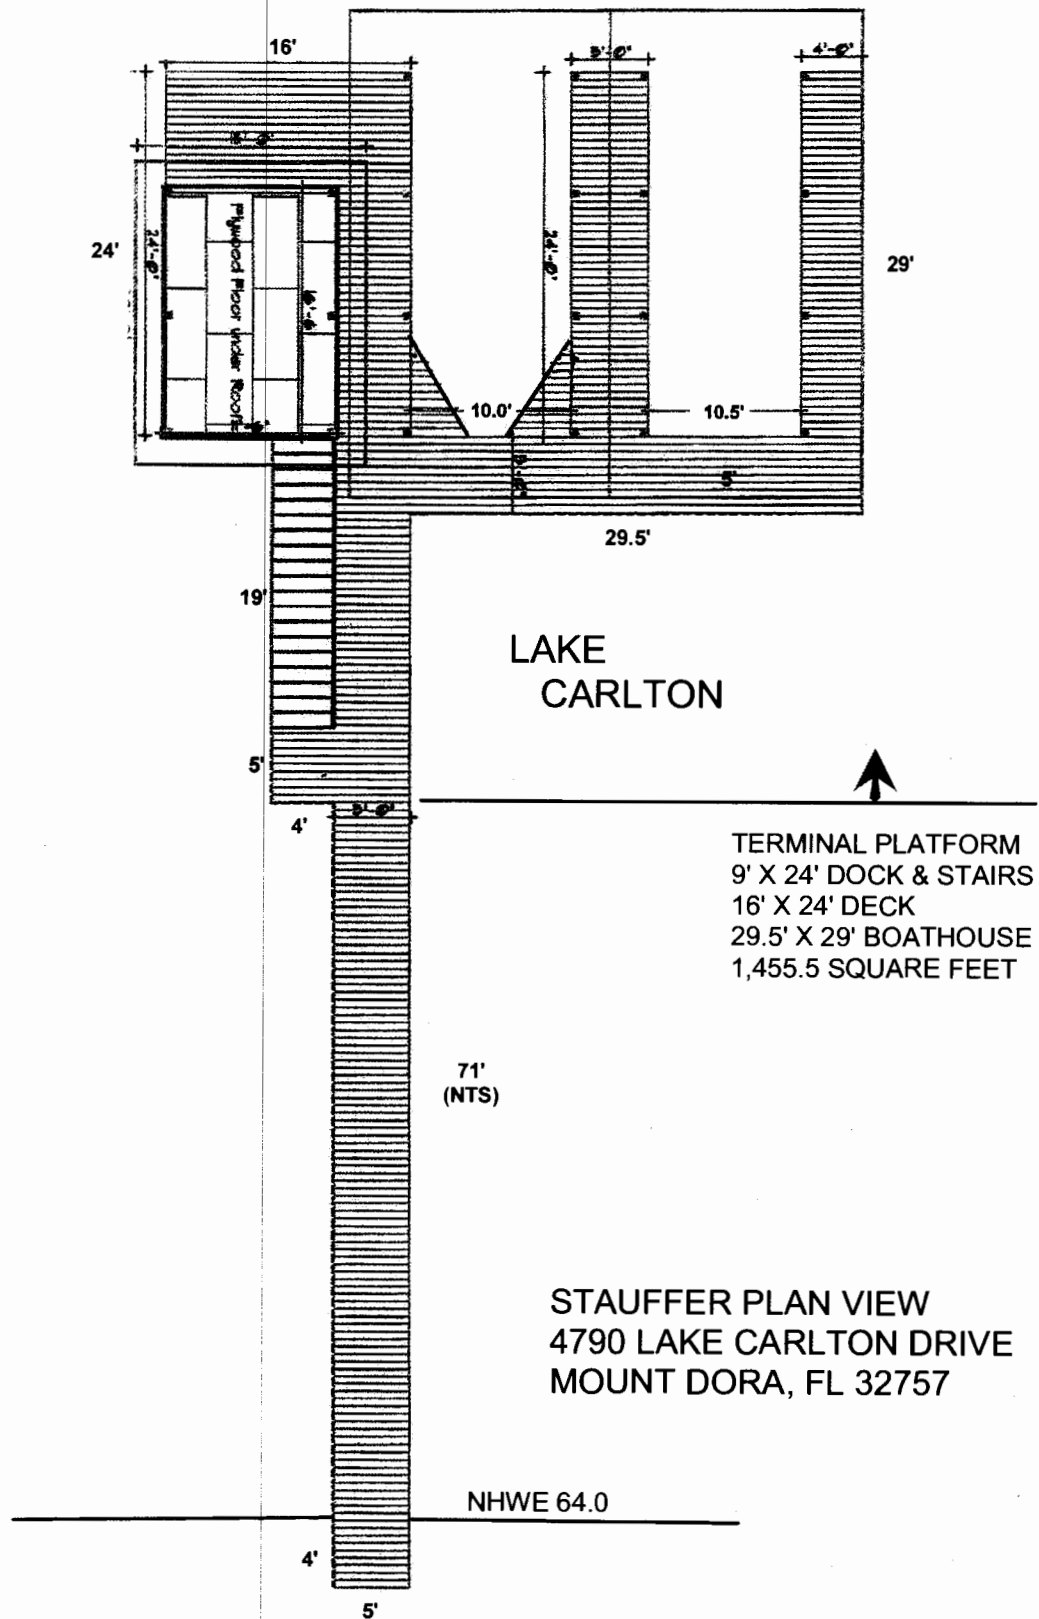 16'
5'-0"
4'-0"
24'
24'-0"
Plywood Floor under Roof
16'-6"
24'-0"
29'
10.0'
10.5'
5'
29.5'
19'
LAKE
CARLTON
5'
4'
5'-0"
TERMINAL PLATFORM
9' X 24' DOCK & STAIRS
16' X 24' DECK
29.5' X 29' BOATHOUSE
1,455.5 SQUARE FEET
71'
(NTS)
STAUFFER PLAN VIEW
4790 LAKE CARLTON DRIVE
MOUNT DORA, FL 32757
NHWE 64.0
4'
5'